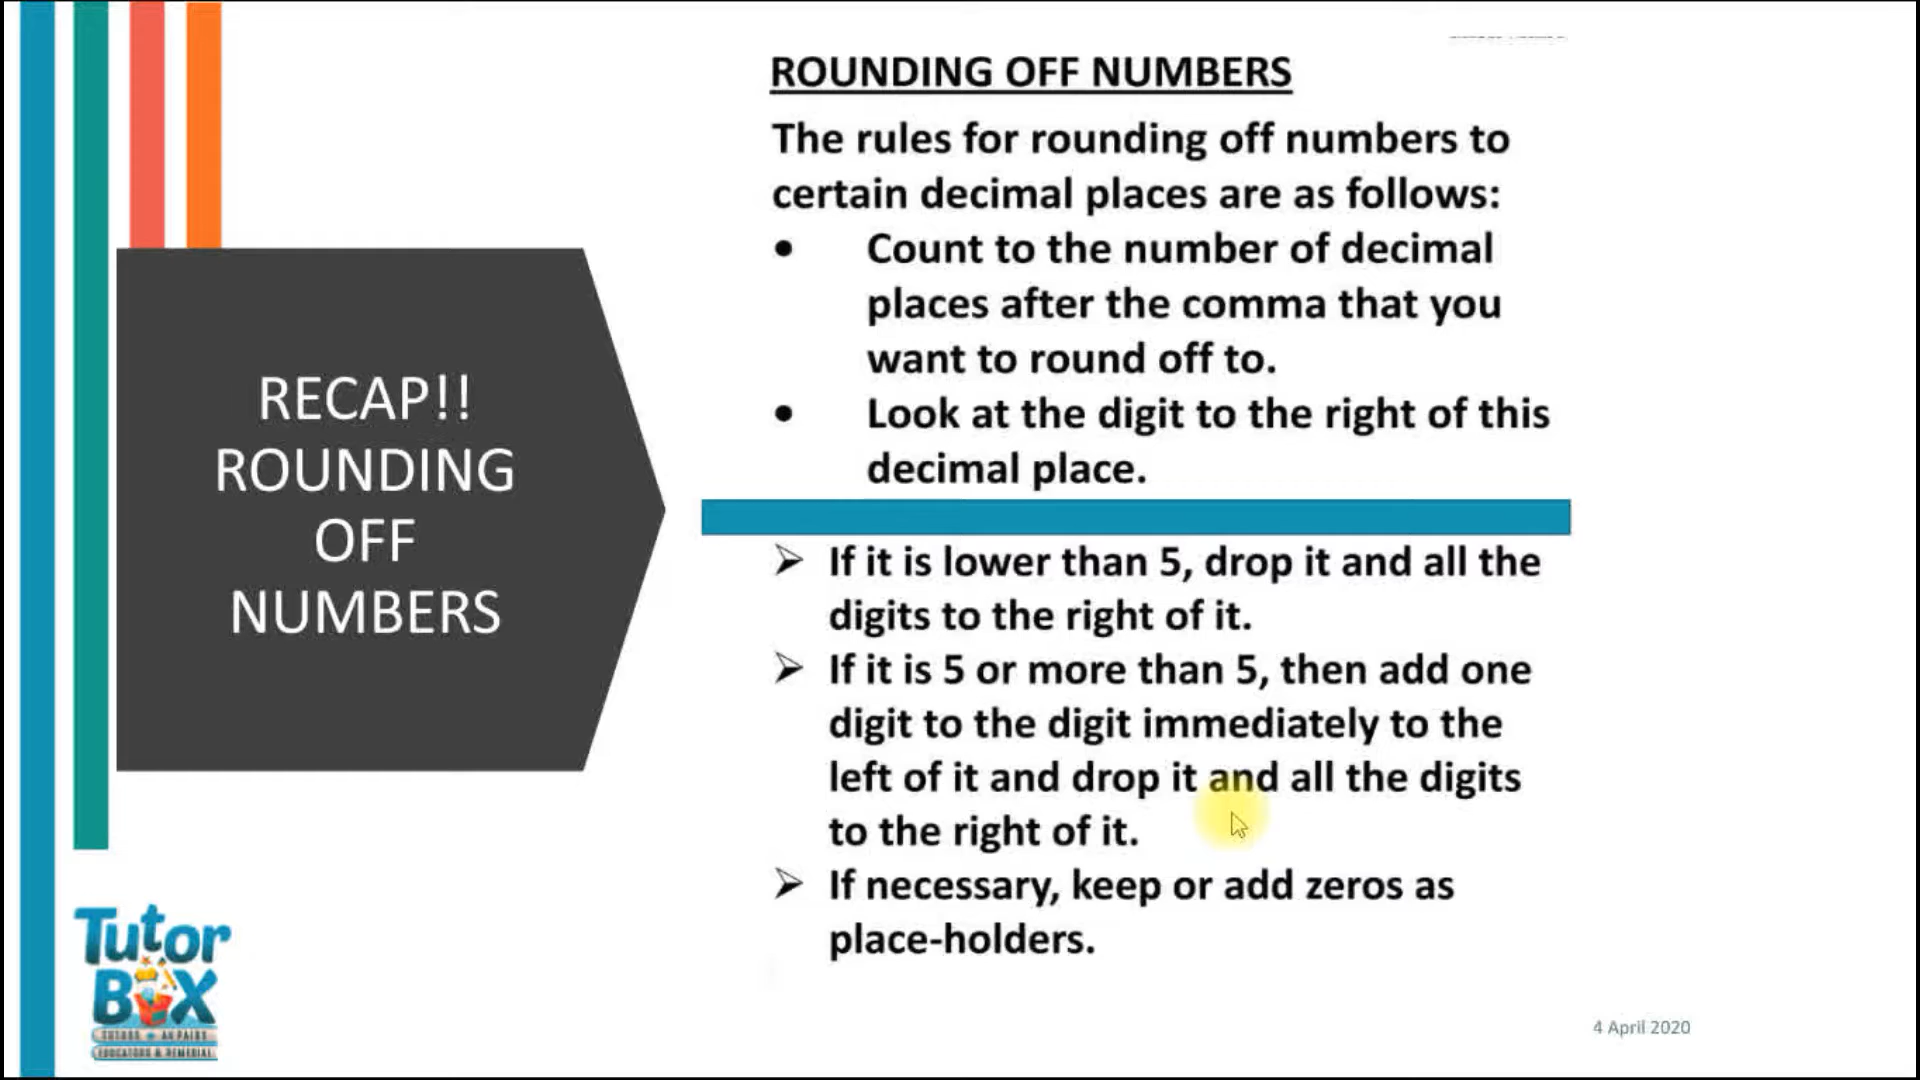 RECAP!!
ROUNDING
OFF
NUMBERS
ROUNDING OFF NUMBERS
The rules for rounding off numbers to
certain decimal places are as follows:
• Count to the number of decimal
places after the comma that you
want to round off to.
• Look at the digit to the right of this
decimal place.
➢ If it is lower than 5, drop it and all the
digits to the right of it.
➢ If it is 5 or more than 5, then add one
digit to the digit immediately to the
left of it and drop it and all the digits
to the right of it.
➢ If necessary, keep or add zeros as
place-holders.
Tutor
BOX
TUTORS + AU PAIRS
EDUCATORS & REMEDIAL
4 April 2020